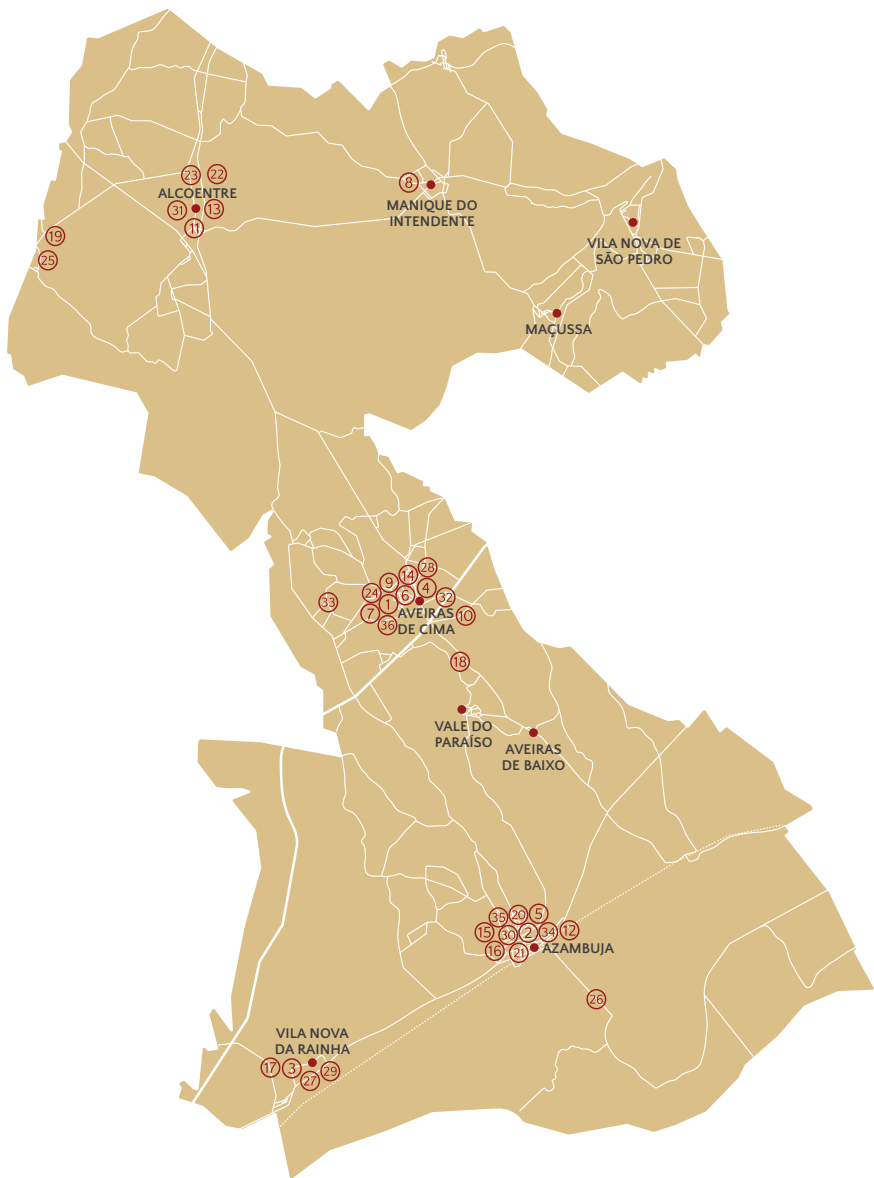 23
22
ALCOENTRE
31
13
11
19
25
8
MANIQUE DO
INTENDENTE
VILA NOVA DE
SÃO PEDRO
MAÇUSSA
28
14
9
4
24
6
32
33
1
7
AVEIRAS
DE CIMA
10
36
18
VALE DO
PARAÍSO
AVEIRAS
DE BAIXO
35
20
5
15
30
2
34
12
16
21
AZAMBUJA
26
VILA NOVA
DA RAINHA
17
3
27
29